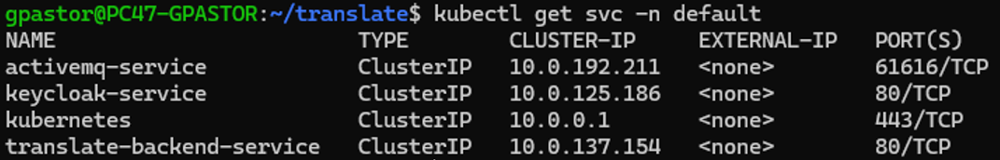 gpastor@PC47-GPASTOR:~/translate$ kubectl get svc -n default
NAME TYPE CLUSTER-IP EXTERNAL-IP PORT(S)
activemq-service ClusterIP 10.0.192.211 <none> 61616/TCP
keycloak-service ClusterIP 10.0.125.186 <none> 80/TCP
kubernetes ClusterIP 10.0.0.1 <none> 443/TCP
translate-backend-service ClusterIP 10.0.137.154 <none> 80/TCP